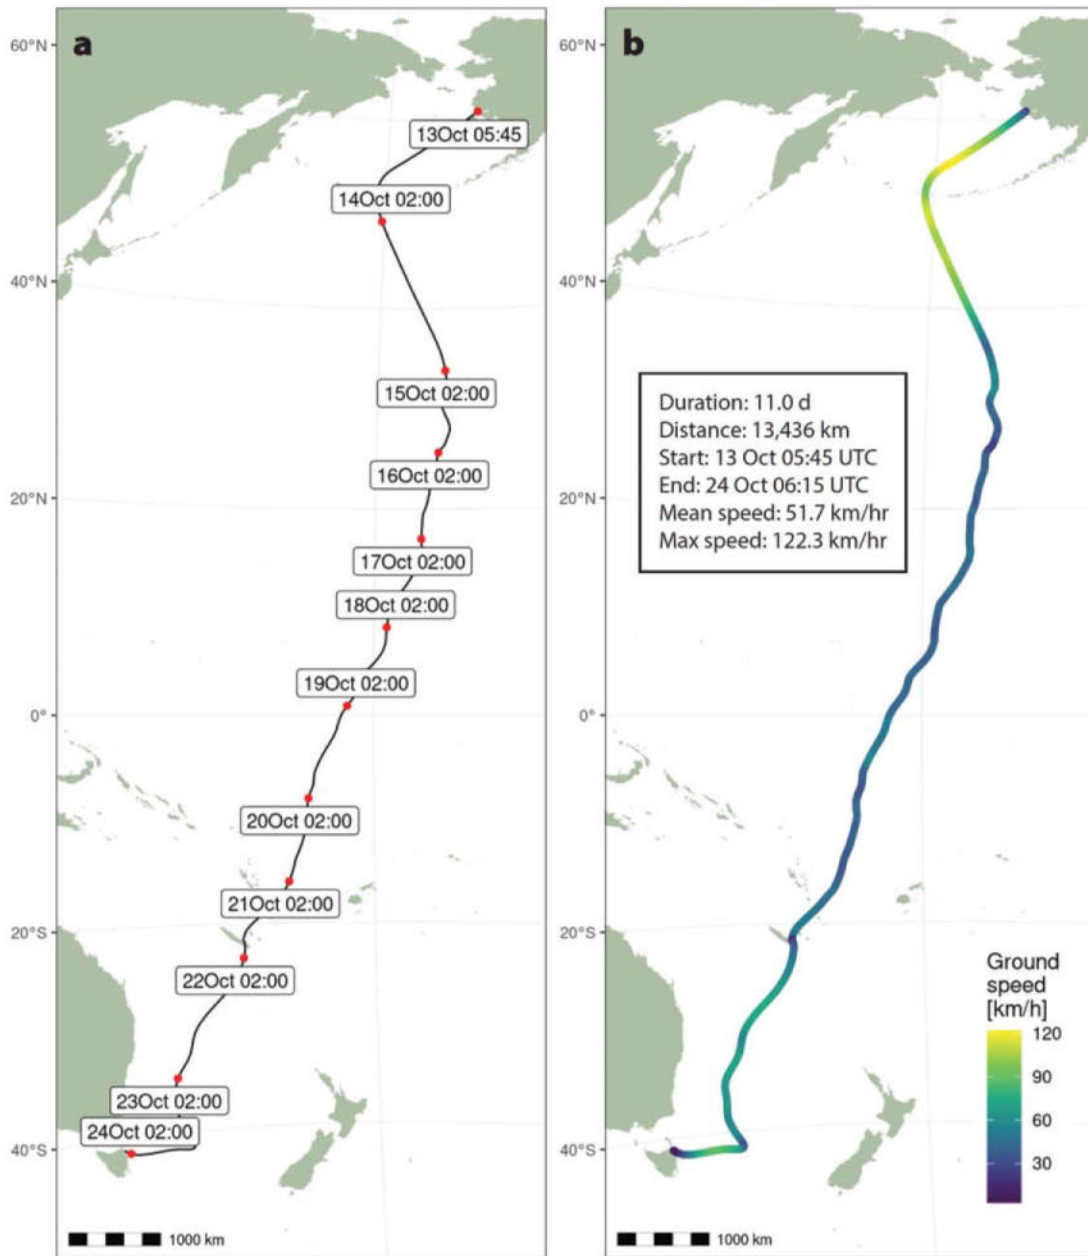 a
60°N
40°N
20°N
0°
20°S
40°S
13Oct 05:45
14Oct 02:00
15Oct 02:00
16Oct 02:00
17Oct 02:00
18Oct 02:00
19Oct 02:00
20Oct 02:00
21Oct 02:00
22Oct 02:00
23Oct 02:00
24Oct 02:00
1000 km
b
60°N
40°N
20°N
0°
20°S
40°S
Duration: 11.0 d
Distance: 13,436 km
Start: 13 Oct 05:45 UTC
End: 24 Oct 06:15 UTC
Mean speed: 51.7 km/hr
Max speed: 122.3 km/hr
Ground
speed
[km/h]
120
90
60
30
1000 km